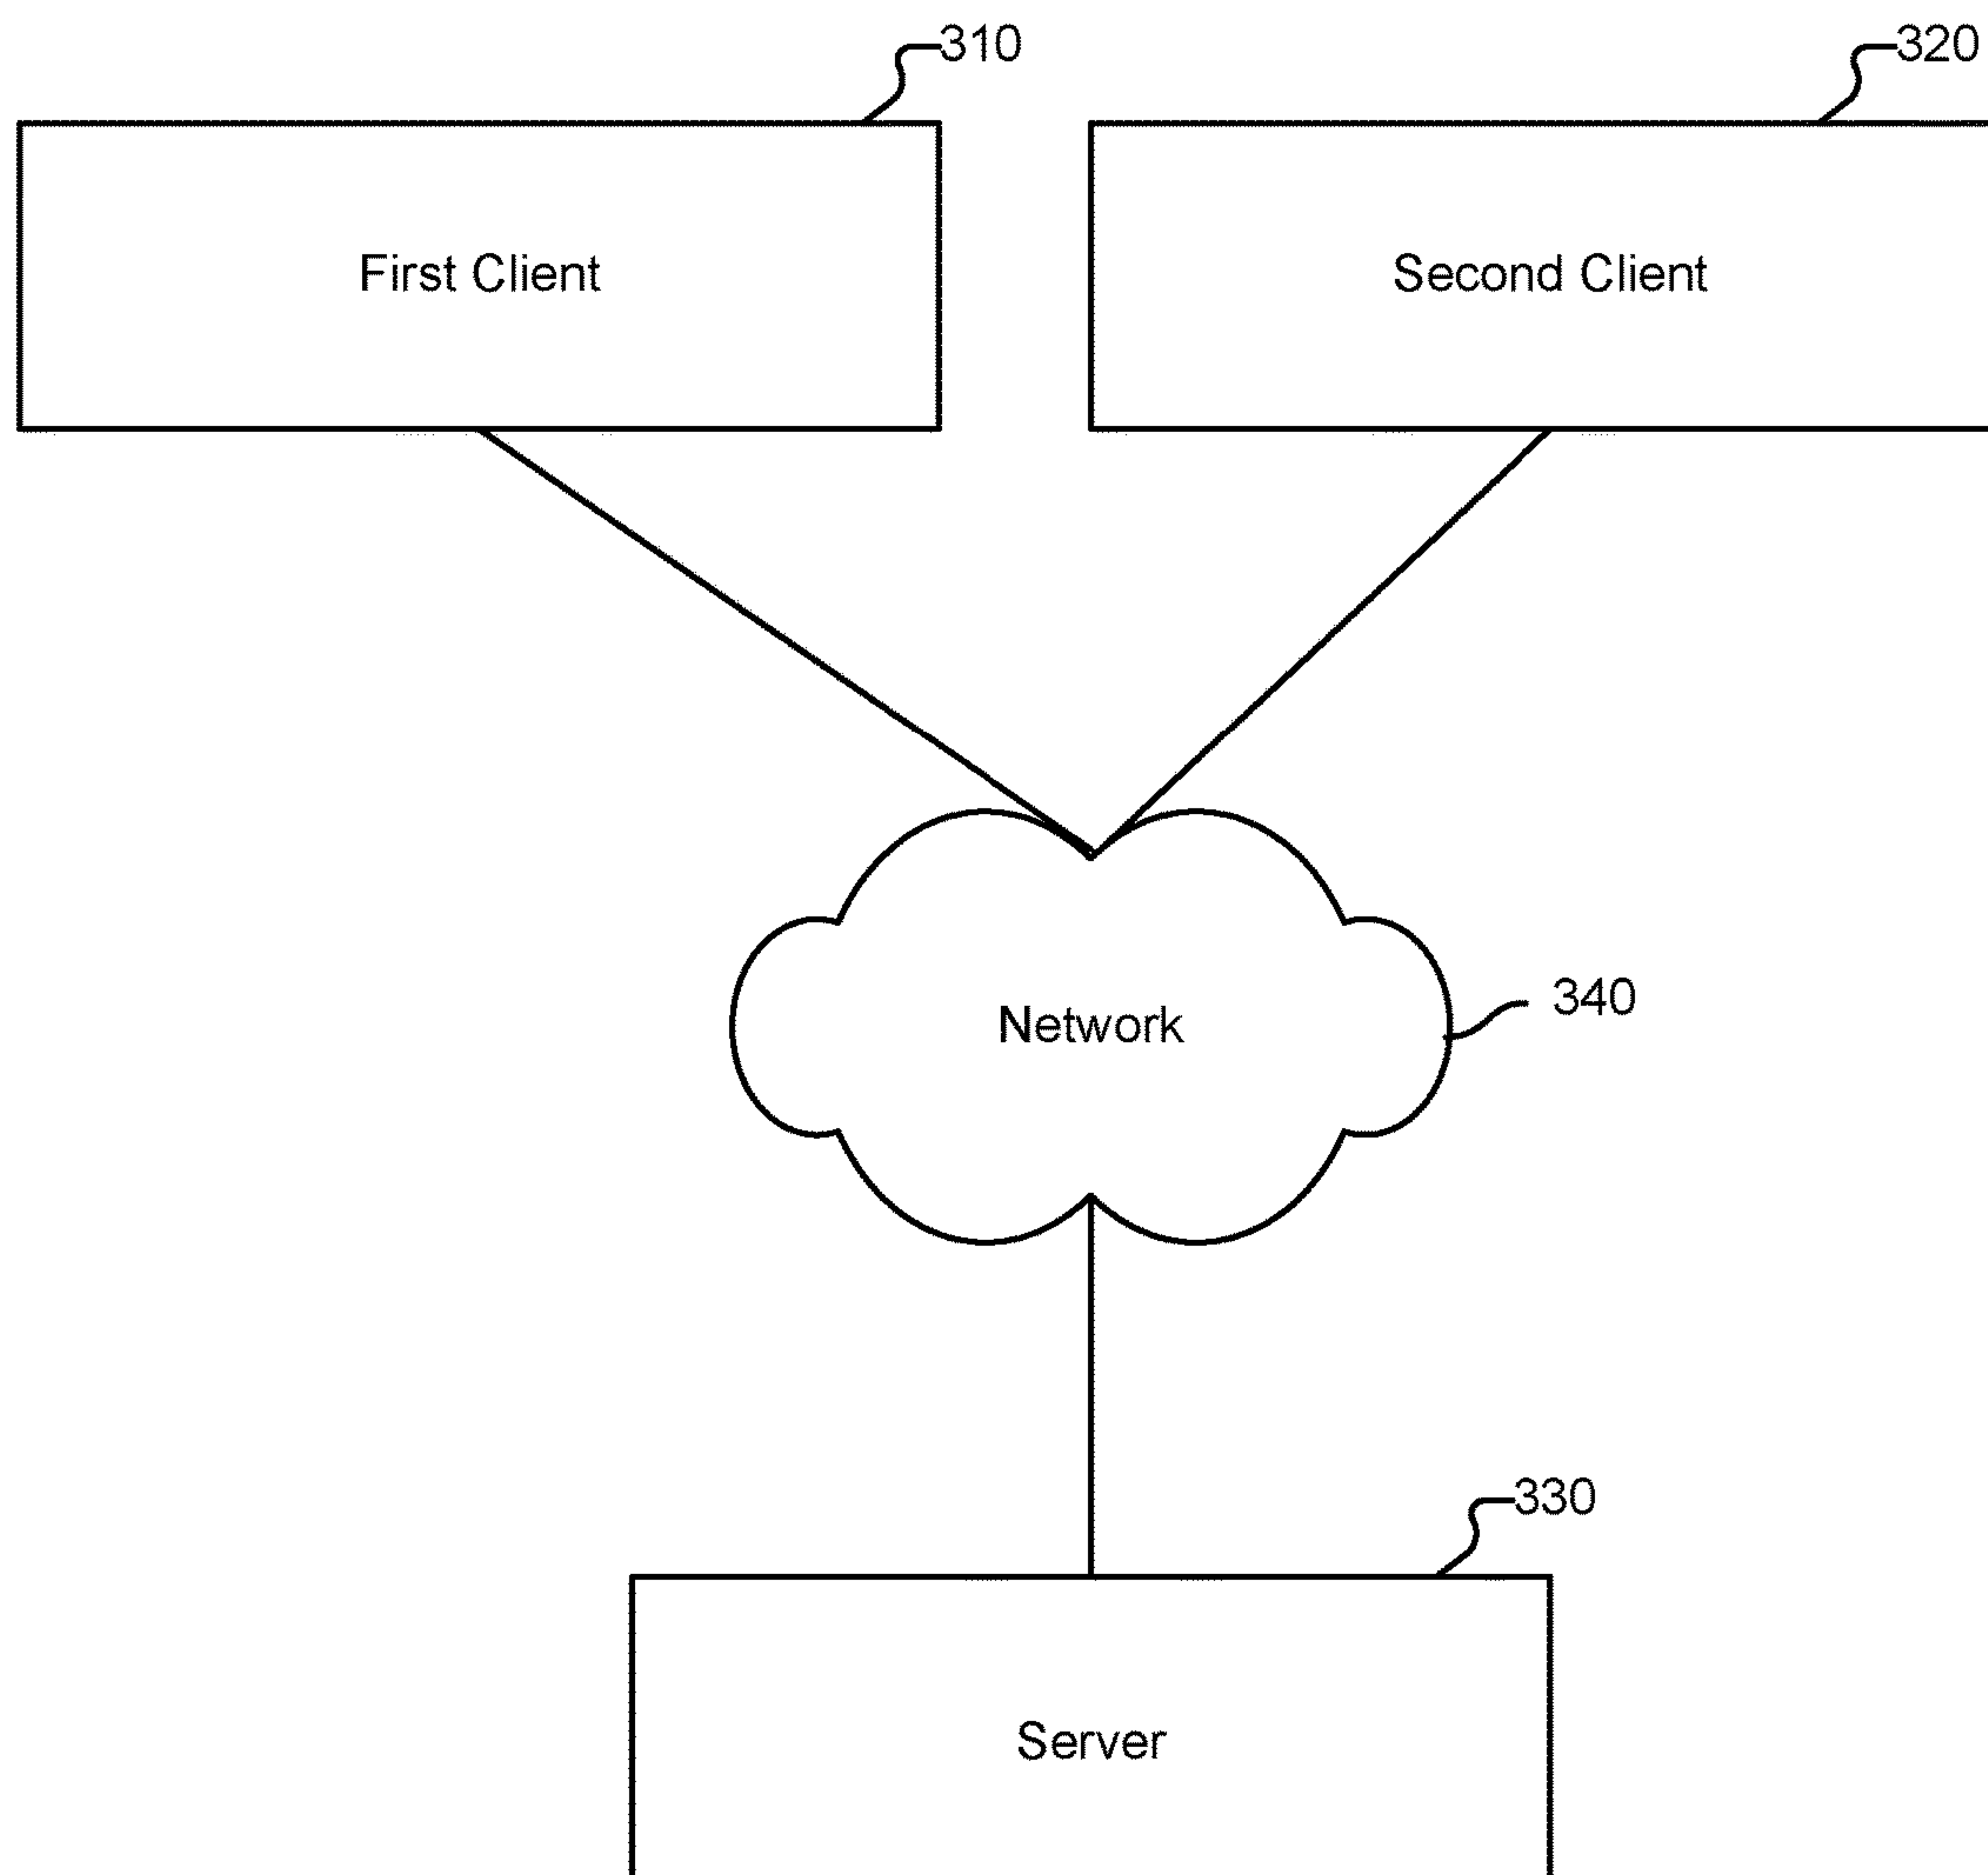 310
320
First Client
Second Client
Network
340
330
Server